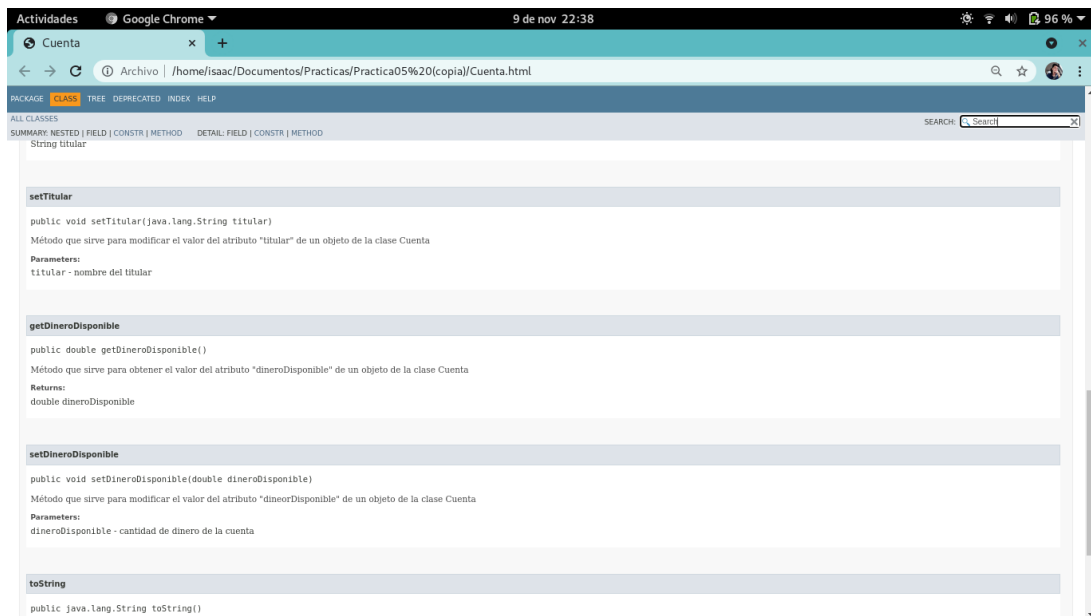 Actividades Google Chrome 9 de nov 22:38 96 %
Cuenta
Archivo /home/isaac/Documentos/Practicas/Practica05%20(copia)/Cuenta.html
PACKAGE CLASS TREE DEPRECATED INDEX HELP
ALL CLASSES
SEARCH: Search
SUMMARY: NESTED | FIELD | CONSTR | METHOD DETAIL: FIELD | CONSTR | METHOD
String titular
setTitular
public void setTitular(java.lang.String titular)
Método que sirve para modificar el valor del atributo "titular" de un objeto de la clase Cuenta
Parameters:
titular - nombre del titular
getDineroDisponible
public double getDineroDisponible()
Método que sirve para obtener el valor del atributo "dineroDisponible" de un objeto de la clase Cuenta
Returns:
double dineroDisponible
setDineroDisponible
public void setDineroDisponible(double dineroDisponible)
Método que sirve para modificar el valor del atributo "dineorDisponible" de un objeto de la clase Cuenta
Parameters:
dineroDisponible - cantidad de dinero de la cuenta
toString
public java.lang.String toString()